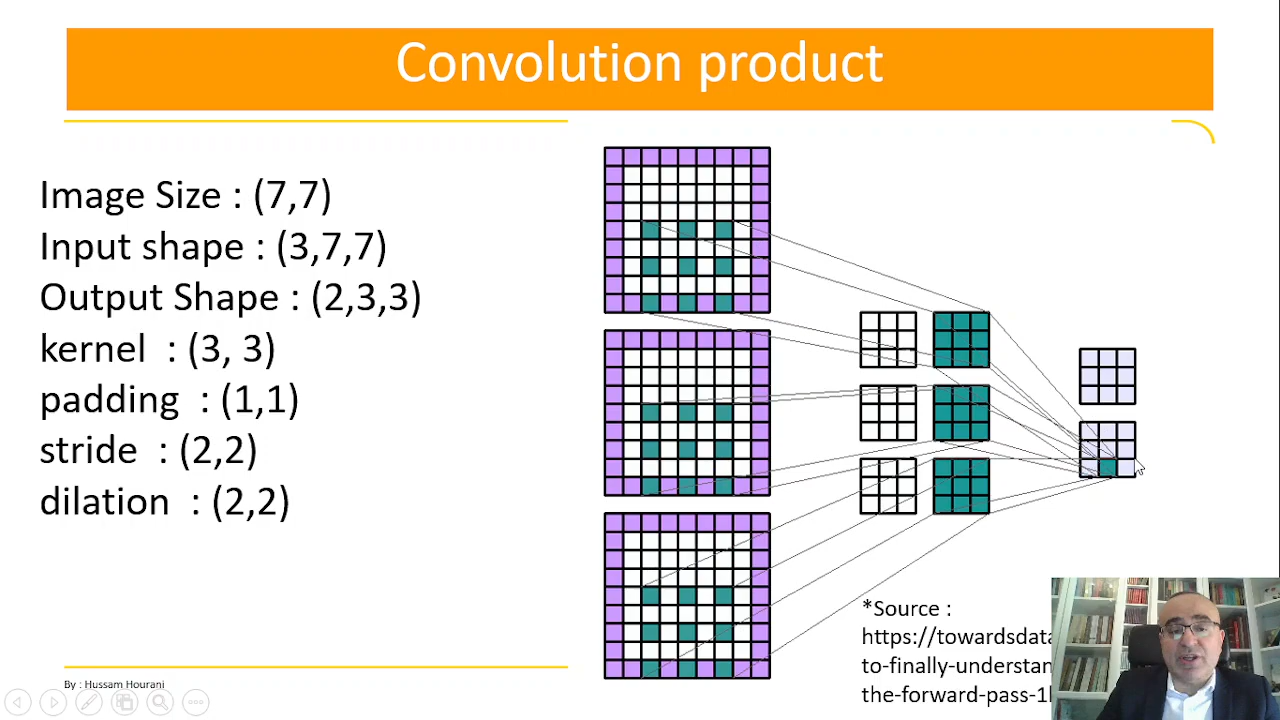 Convolution product
Image Size : (7,7)
Input shape : (3,7,7)
Output Shape : (2,3,3)
kernel : (3, 3)
padding : (1,1)
stride : (2,2)
dilation : (2,2)
*Source :
https://towardsdata
to-finally-understan
the-forward-pass-1
By : Hussam Hourani